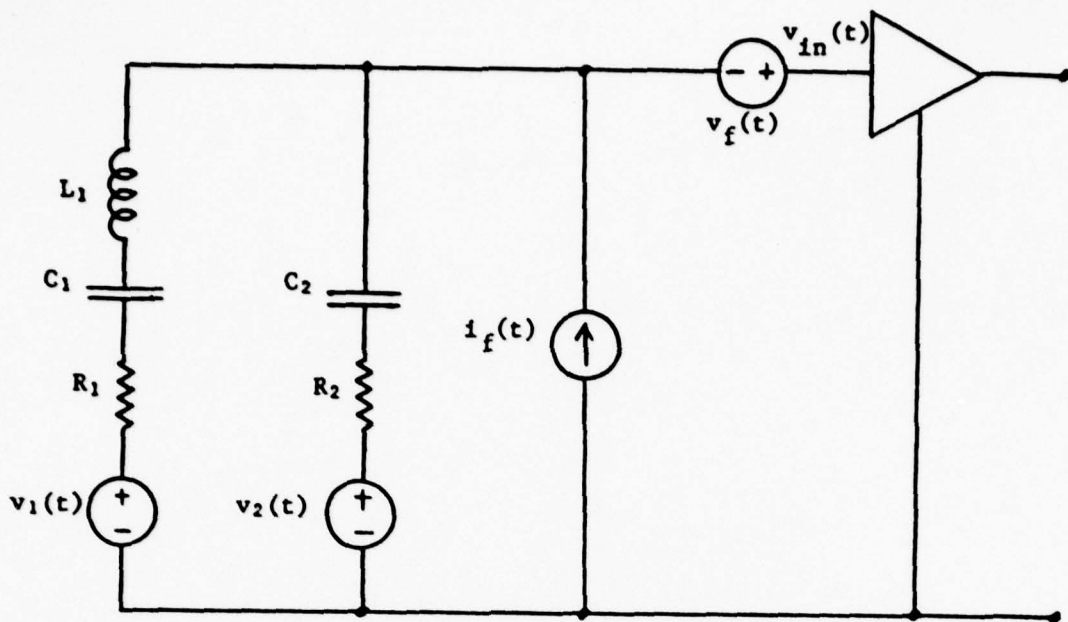 v_in(t)
- +
v_f(t)
L₁
C₁
C₂
i_f(t)
R₁
R₂
v₁(t)
+
-
v₂(t)
+
-